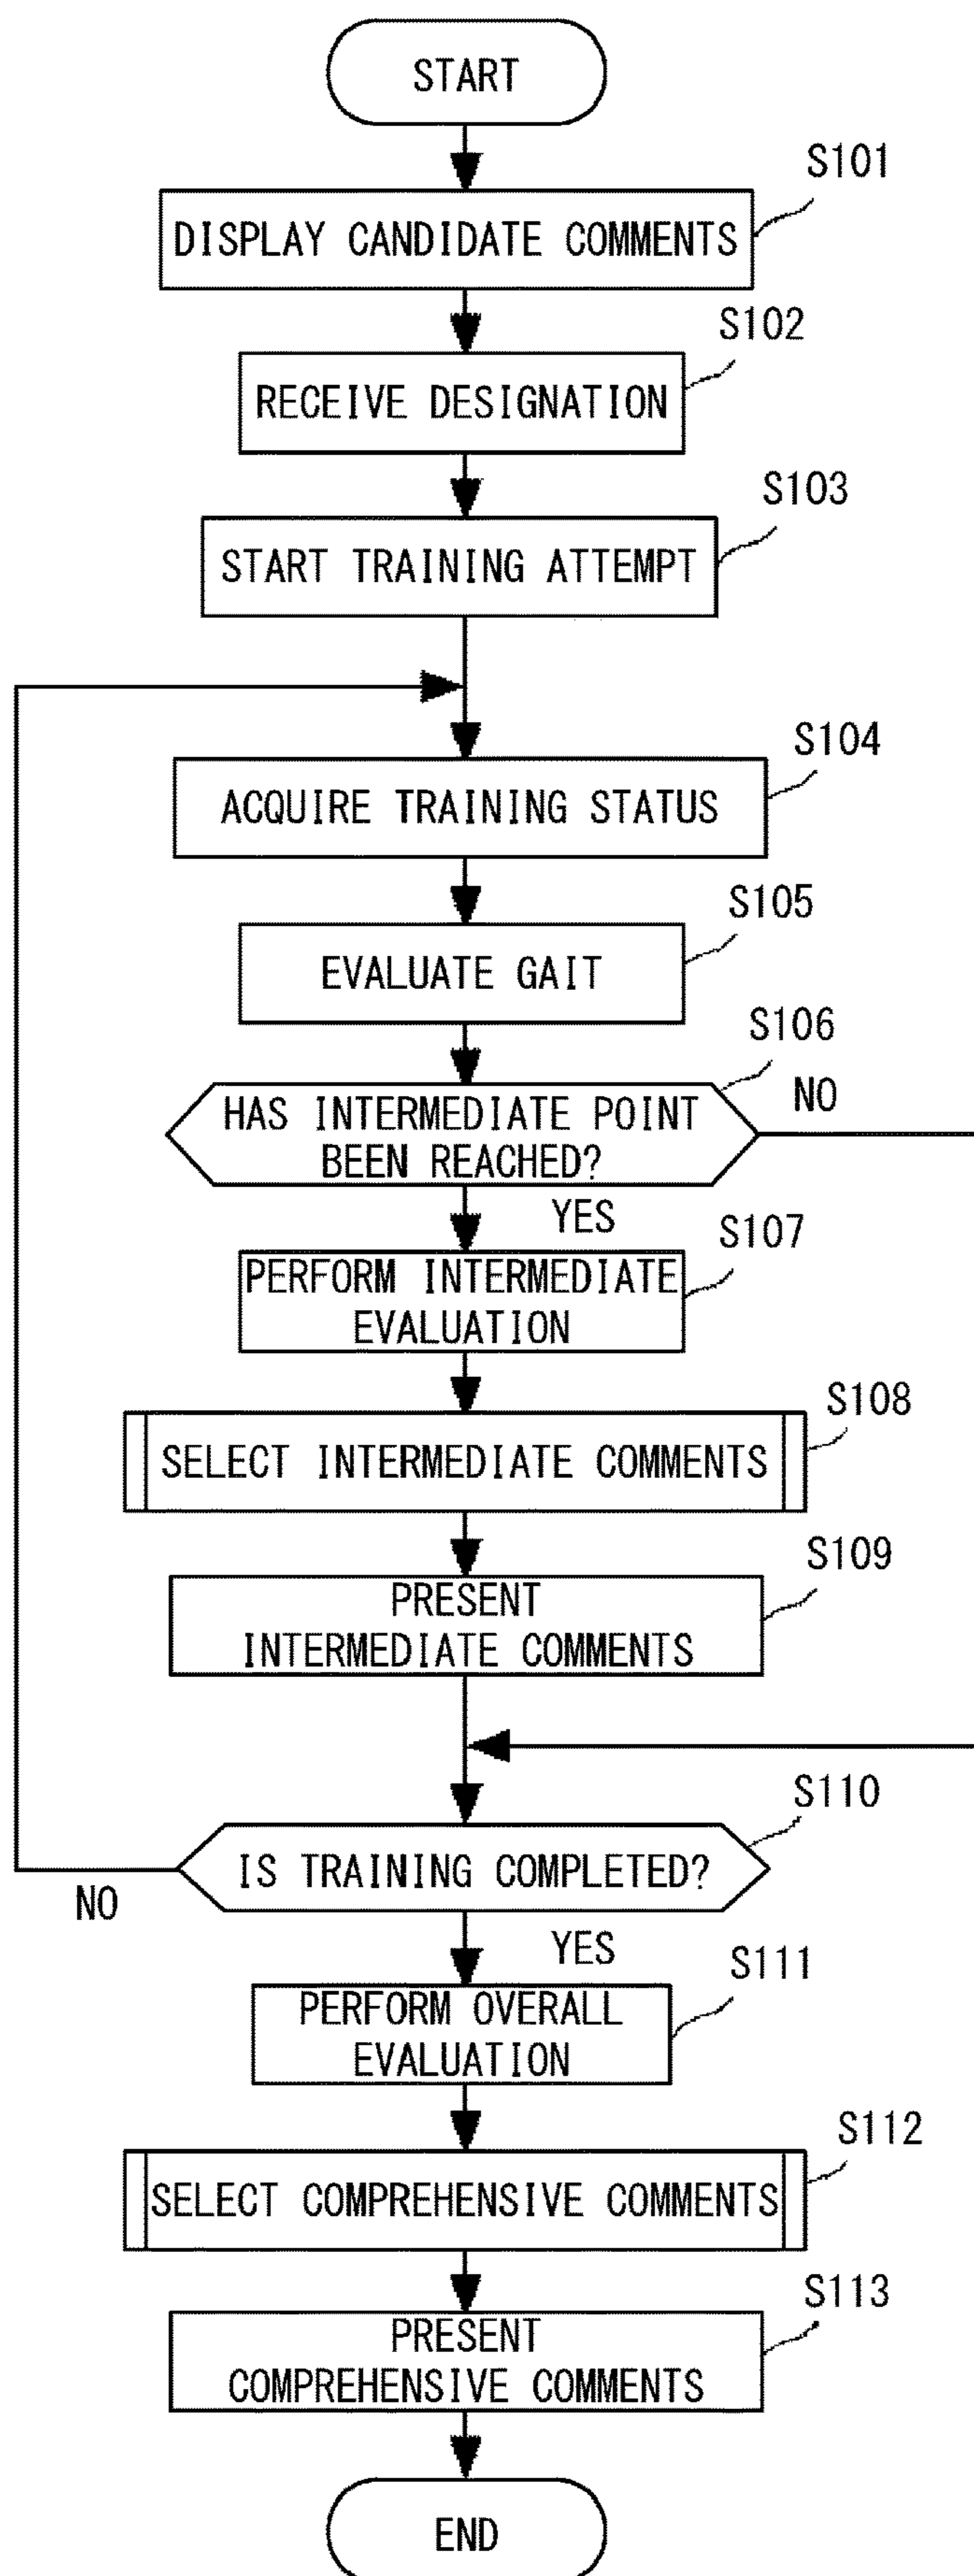 START
S101
DISPLAY CANDIDATE COMMENTS
S102
RECEIVE DESIGNATION
S103
START TRAINING ATTEMPT
S104
ACQUIRE TRAINING STATUS
S105
EVALUATE GAIT
S106
NO
HAS INTERMEDIATE POINT
BEEN REACHED?
YES
S107
PERFORM INTERMEDIATE
EVALUATION
S108
SELECT INTERMEDIATE COMMENTS
S109
PRESENT
INTERMEDIATE COMMENTS
S110
IS TRAINING COMPLETED?
NO
YES
S111
PERFORM OVERALL
EVALUATION
S112
SELECT COMPREHENSIVE COMMENTS
S113
PRESENT
COMPREHENSIVE COMMENTS
END